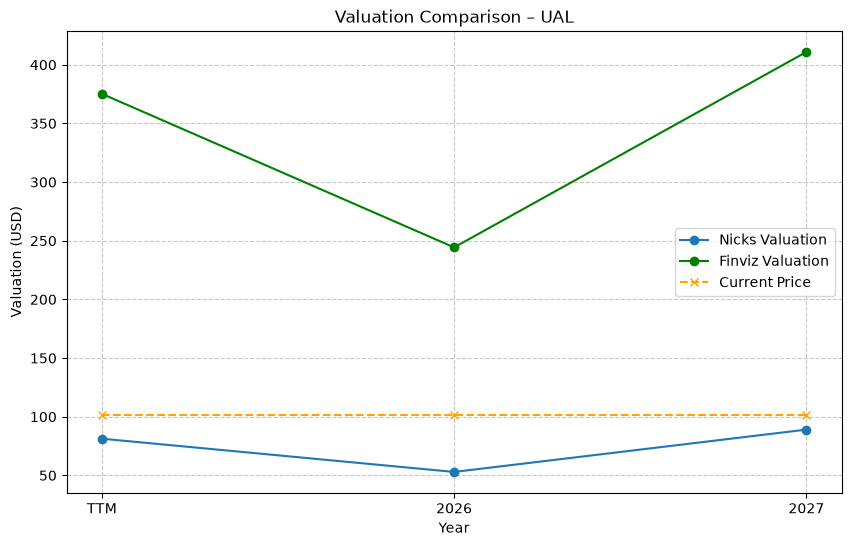 Valuation Comparison – UAL
400
350
300
250
200
150
100
50
Valuation (USD)
Nicks Valuation
Finviz Valuation
Current Price
TTM
2026
2027
Year